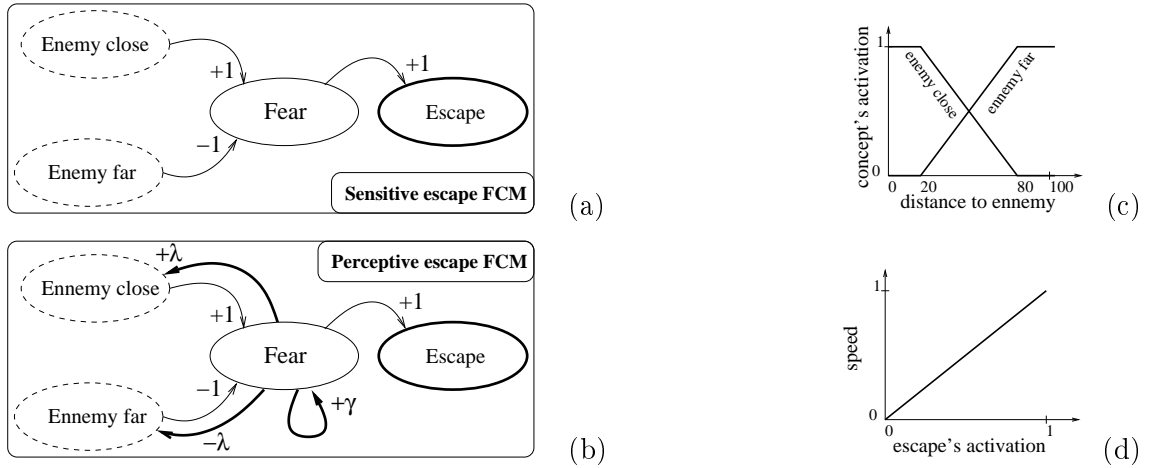 Enemy close
+1
+1
Fear
Escape
−1
Enemy far
Sensitive escape FCM
(a)
+λ
Perceptive escape FCM
Ennemy close
+1
+1
Fear
Escape
−1
Ennemy far
+γ
−λ
(b)
concept's activation
1
enemy close
ennemy far
0
0 20 80 100
distance to ennemy
(c)
speed
1
0
0 1
escape's activation
(d)